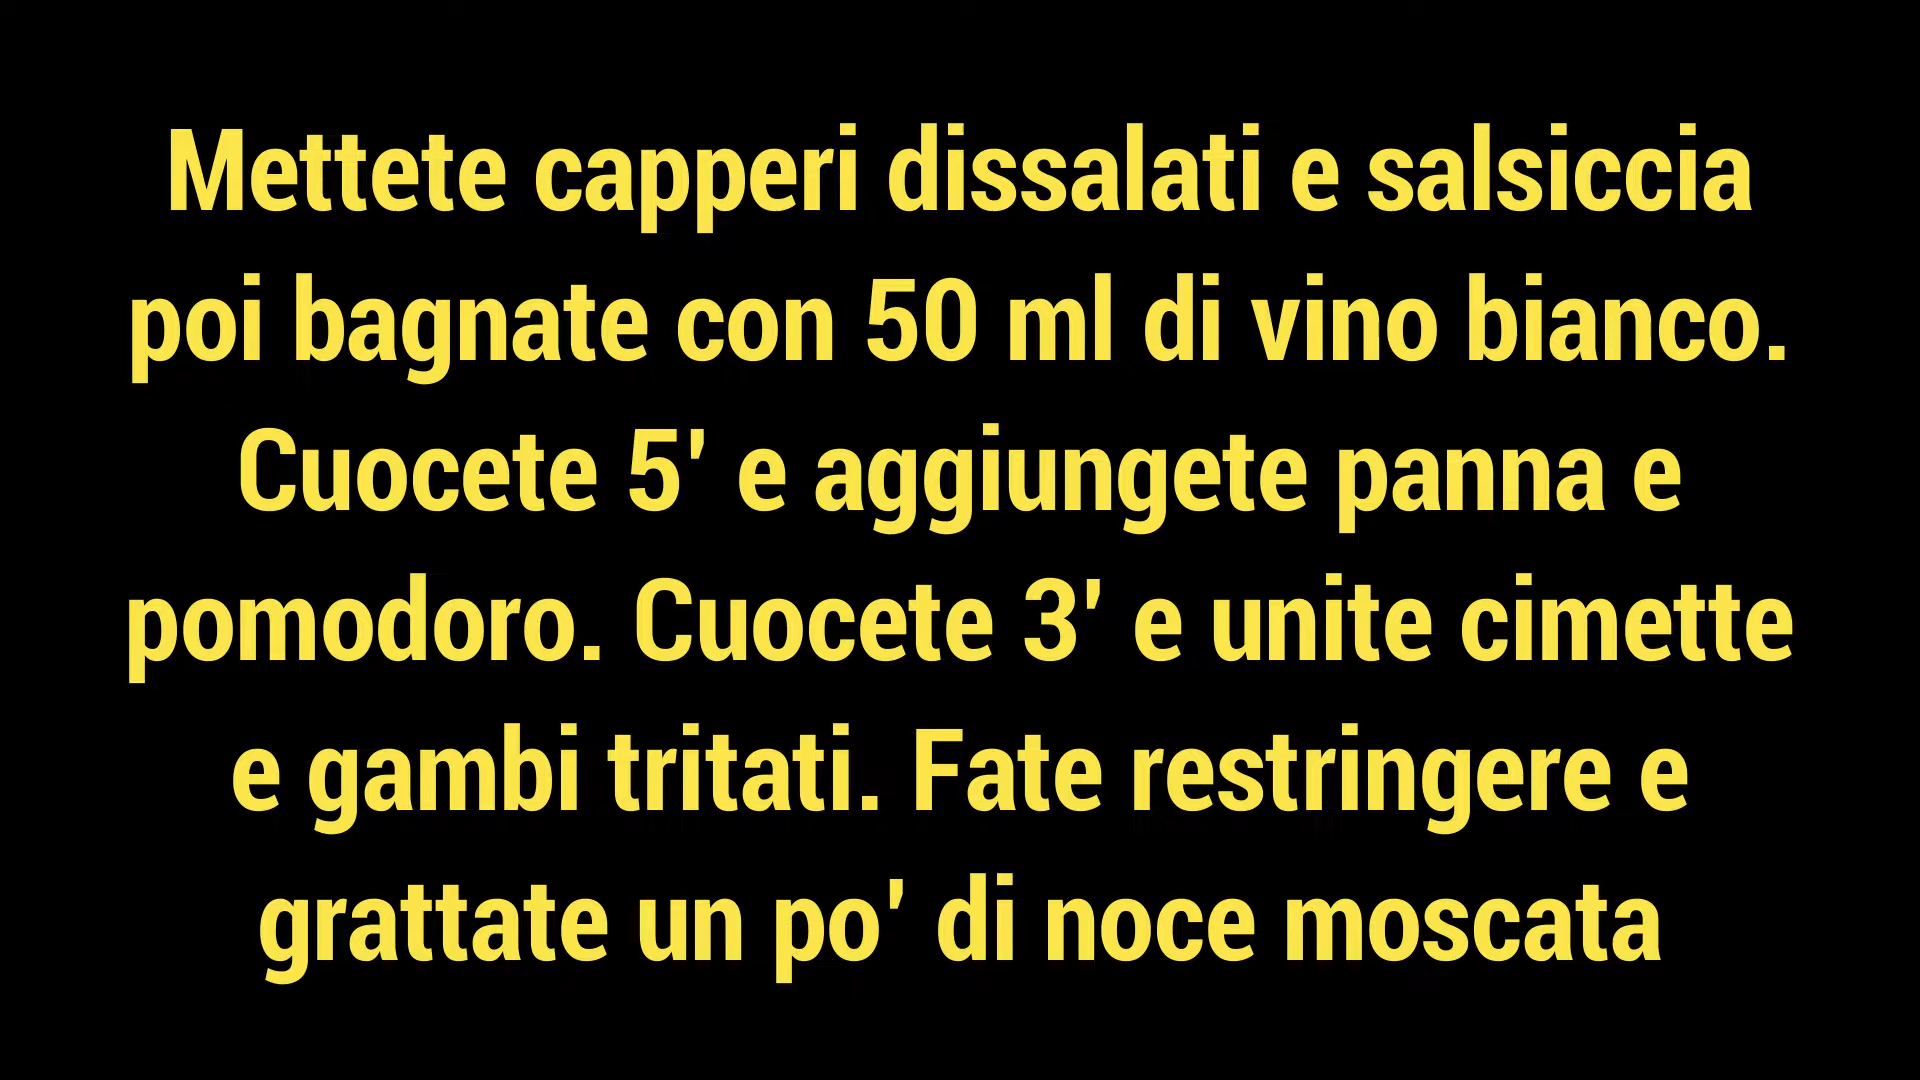 Mettete capperi dissalati e salsiccia
poi bagnate con 50 ml di vino bianco.
Cuocete 5' e aggiungete panna e
pomodoro. Cuocete 3' e unite cimette
e gambi tritati. Fate restringere e
grattate un po' di noce moscata